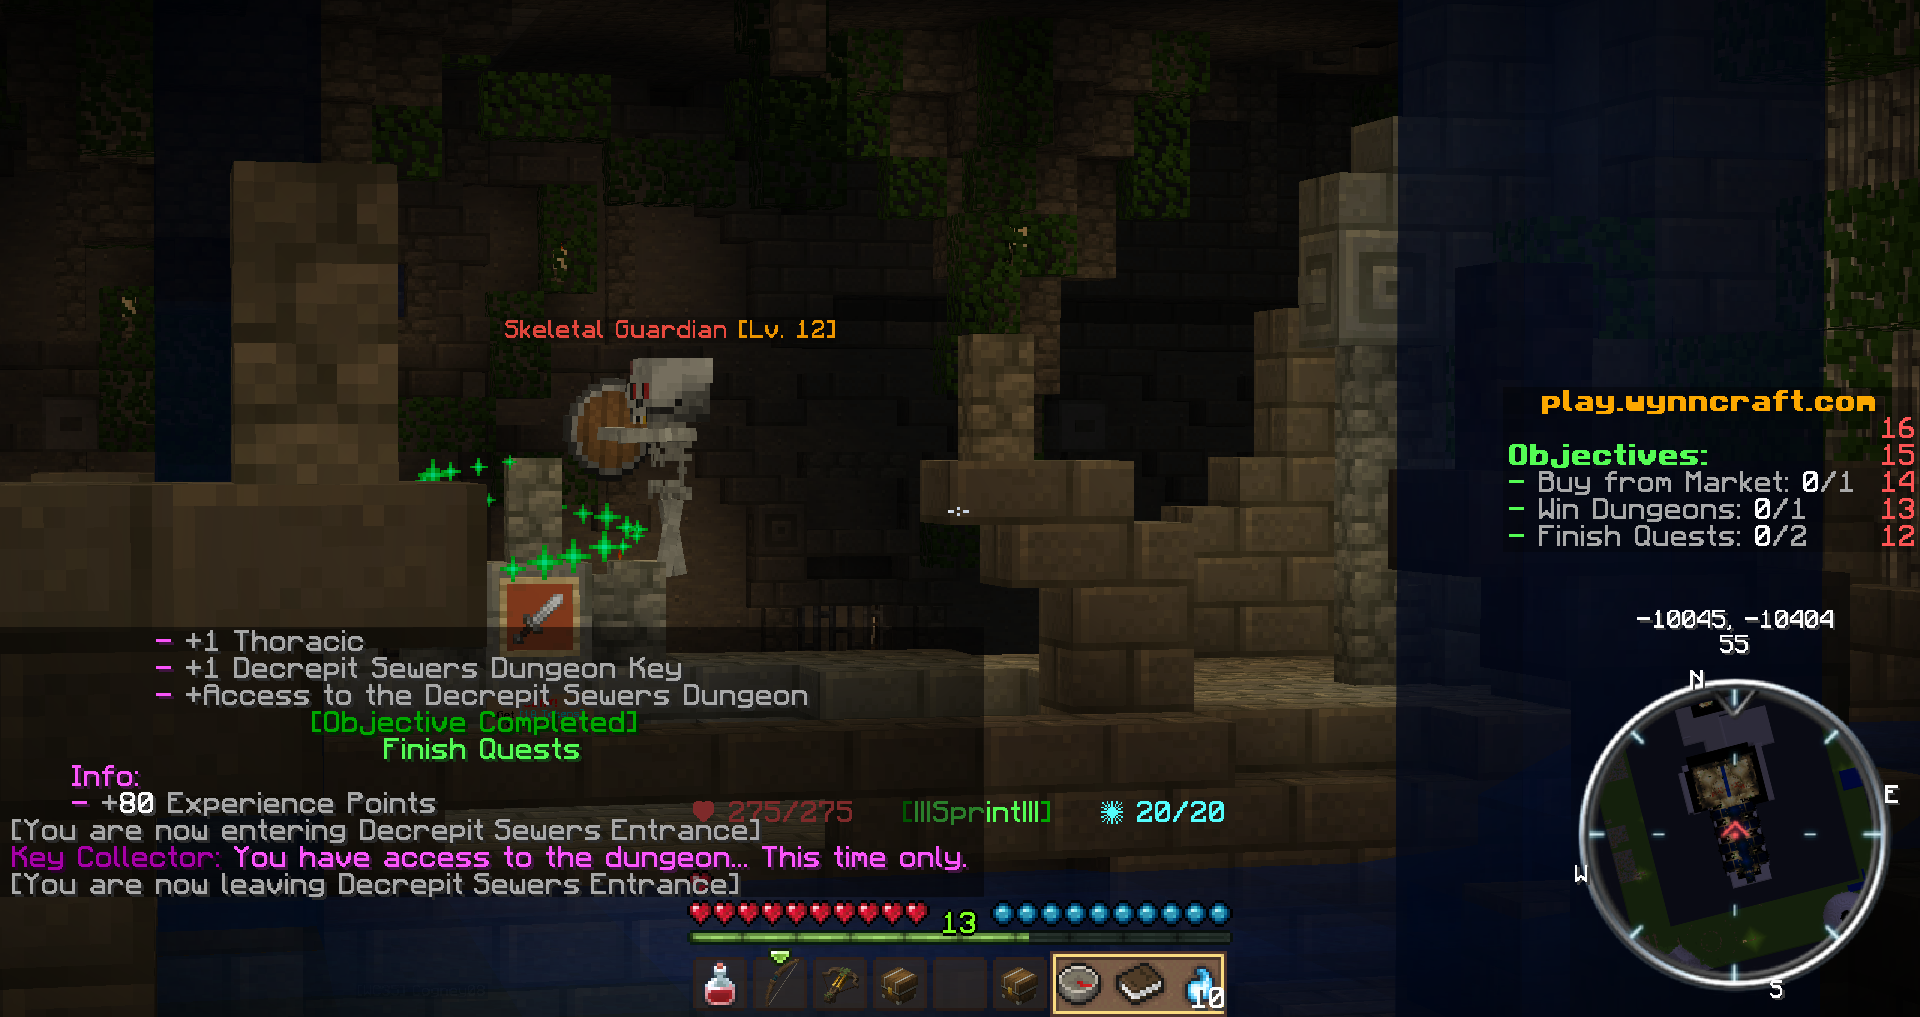 Skeletal Guardian [Lv. 12]
play.wynncraft.com
16
Objectives: 15
- Buy from Market: 0/1 14
- Win Dungeons: 0/1 13
- Finish Quests: 0/2 12
-10045, -10404
55
N
E
W
S
- +1 Thoracic
- +1 Decrepit Sewers Dungeon Key
- +Access to the Decrepit Sewers Dungeon
[Objective Completed]
Finish Quests
Info:
- +80 Experience Points
[You are now entering Decrepit Sewers Entrance]
Key Collector: You have access to the dungeon... This time only.
[You are now leaving Decrepit Sewers Entrance]
275/275 [|||Sprint|||] 20/20
13
10